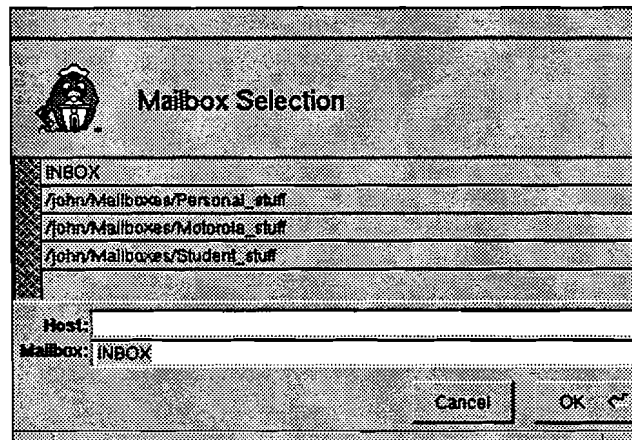 Mailbox Selection
INBOX
/john/Mailboxes/Personal_stuff
/john/Mailboxes/Motorola_stuff
/john/Mailboxes/Student_stuff
Host:
Mailbox: INBOX
Cancel OK